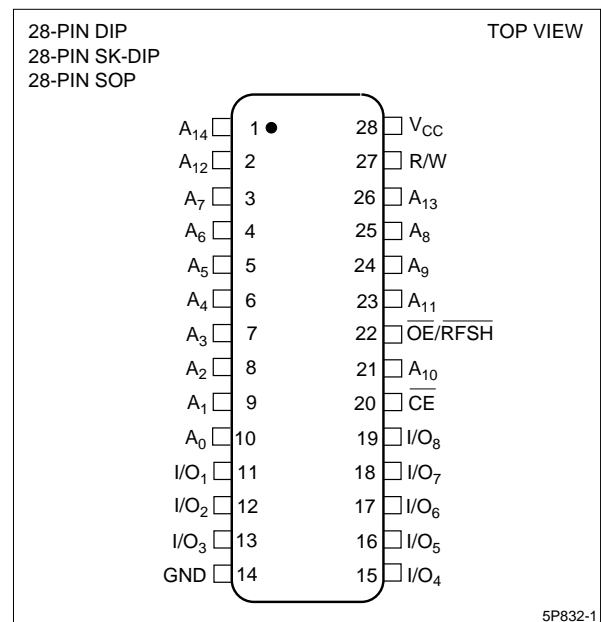 28-PIN DIP TOP VIEW
28-PIN SK-DIP
28-PIN SOP
A14 1 28 VCC
A12 2 27 R/W
A7 3 26 A13
A6 4 25 A8
A5 5 24 A9
A4 6 23 A11
A3 7 22 O̅E̅/R̅F̅S̅H̅
A2 8 21 A10
A1 9 20 C̅E̅
A0 10 19 I/O8
I/O1 11 18 I/O7
I/O2 12 17 I/O6
I/O3 13 16 I/O5
GND 14 15 I/O4
5P832-1